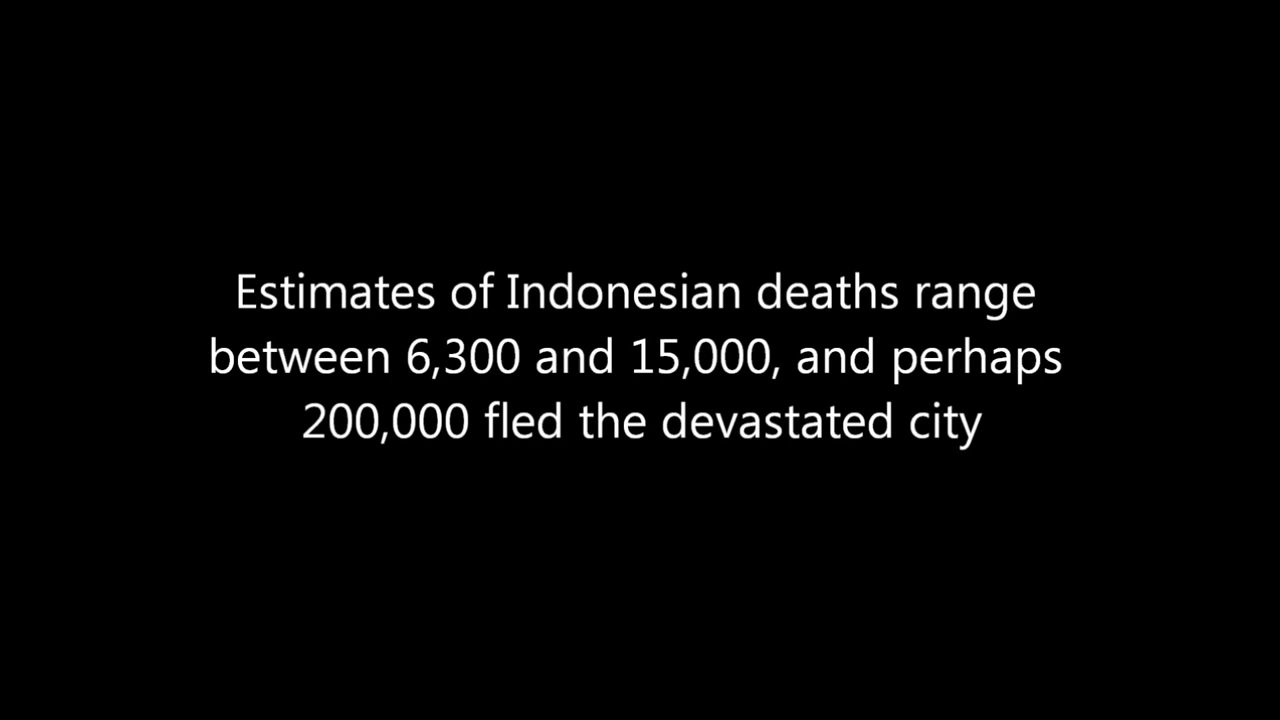 Estimates of Indonesian deaths range
between 6,300 and 15,000, and perhaps
200,000 fled the devastated city